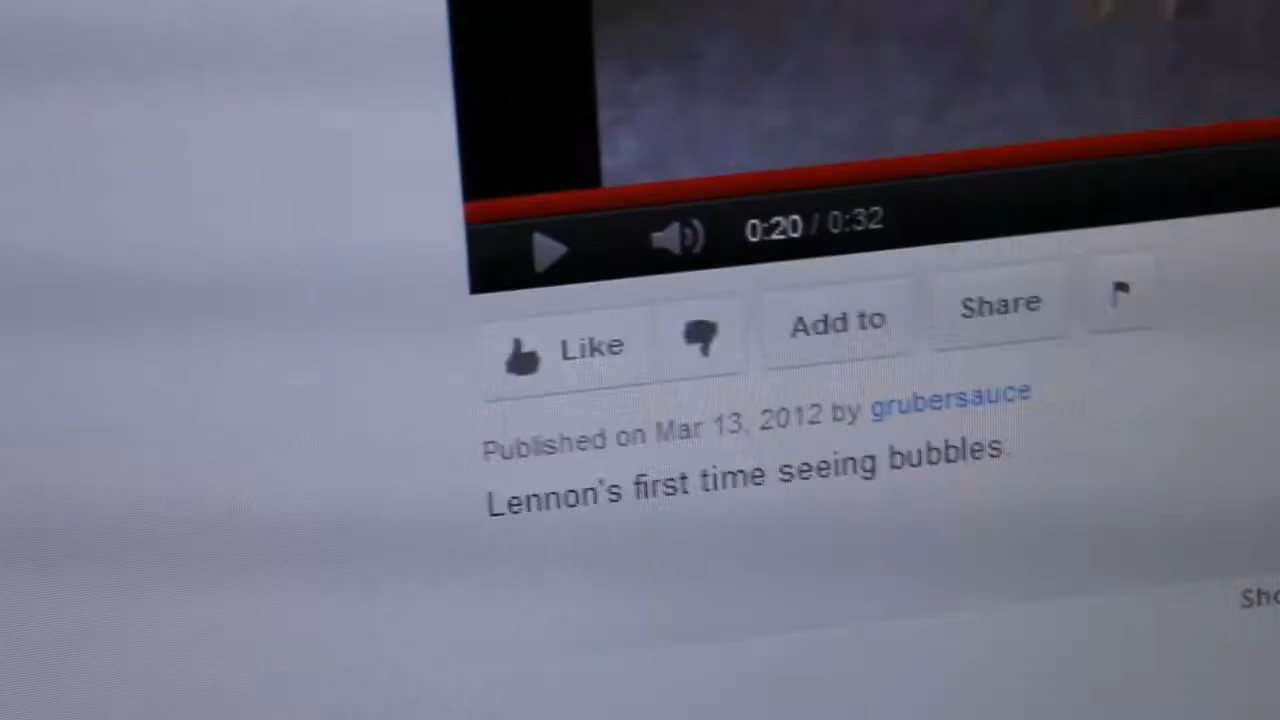 0:20 / 0:32
Like
Add to
Share
Published on Mar 13, 2012 by grubersauce
Lennon's first time seeing bubbles.